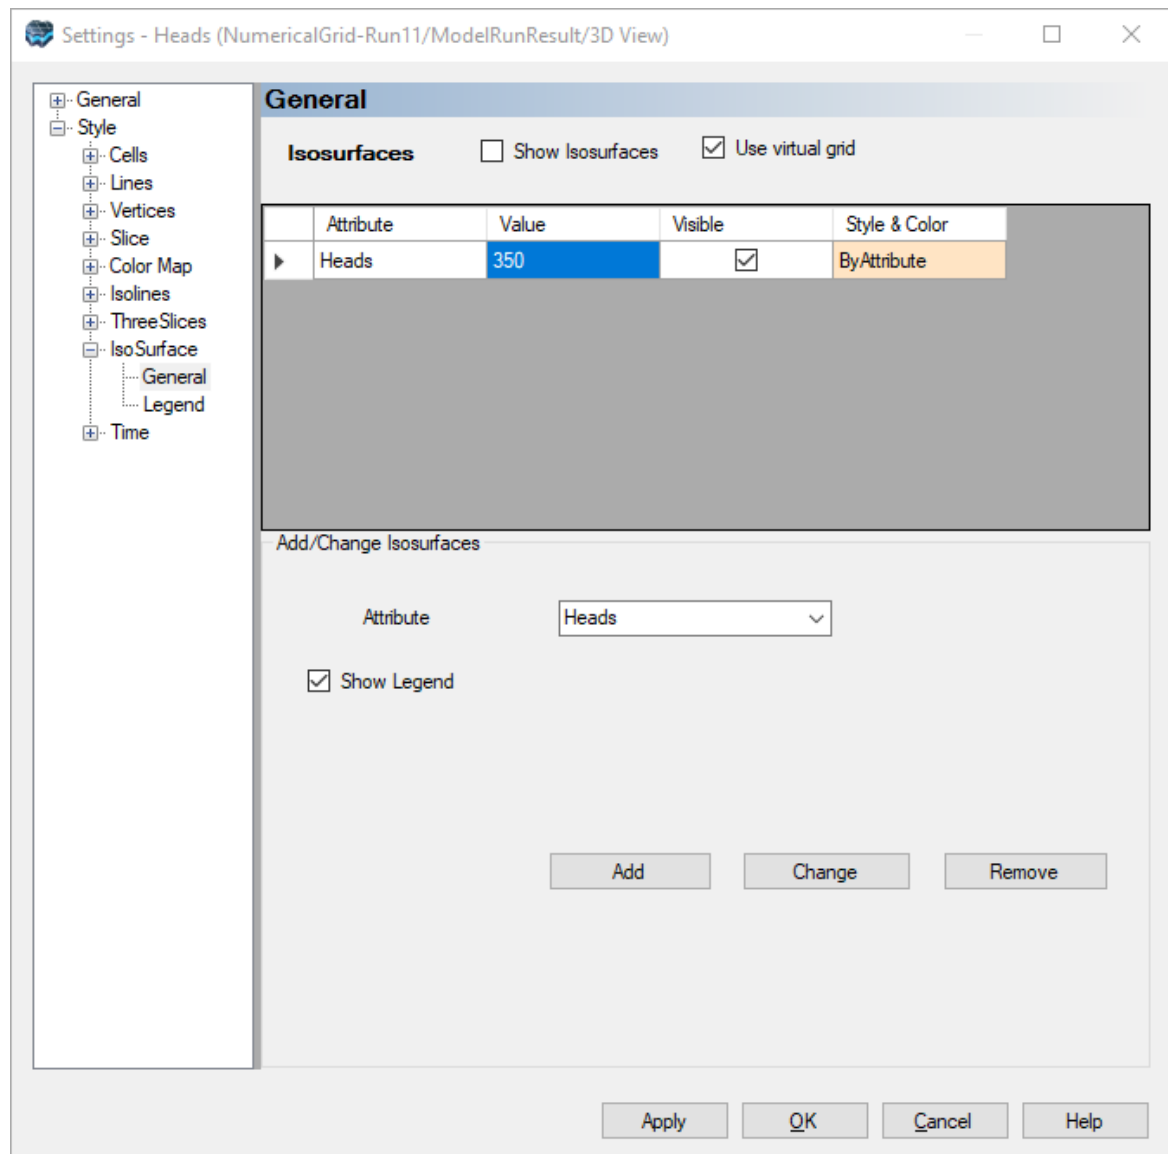 Settings - Heads (NumericalGrid-Run11/ModelRunResult/3D View)
General
Style
Cells
Lines
Vertices
Slice
Color Map
Isolines
ThreeSlices
IsoSurface
General
Legend
Time
General
Isosurfaces Show Isosurfaces Use virtual grid
Attribute Value Visible Style & Color
Heads 350 ByAttribute
Add/Change Isosurfaces
Attribute Heads
Show Legend
Add Change Remove
Apply OK Cancel Help